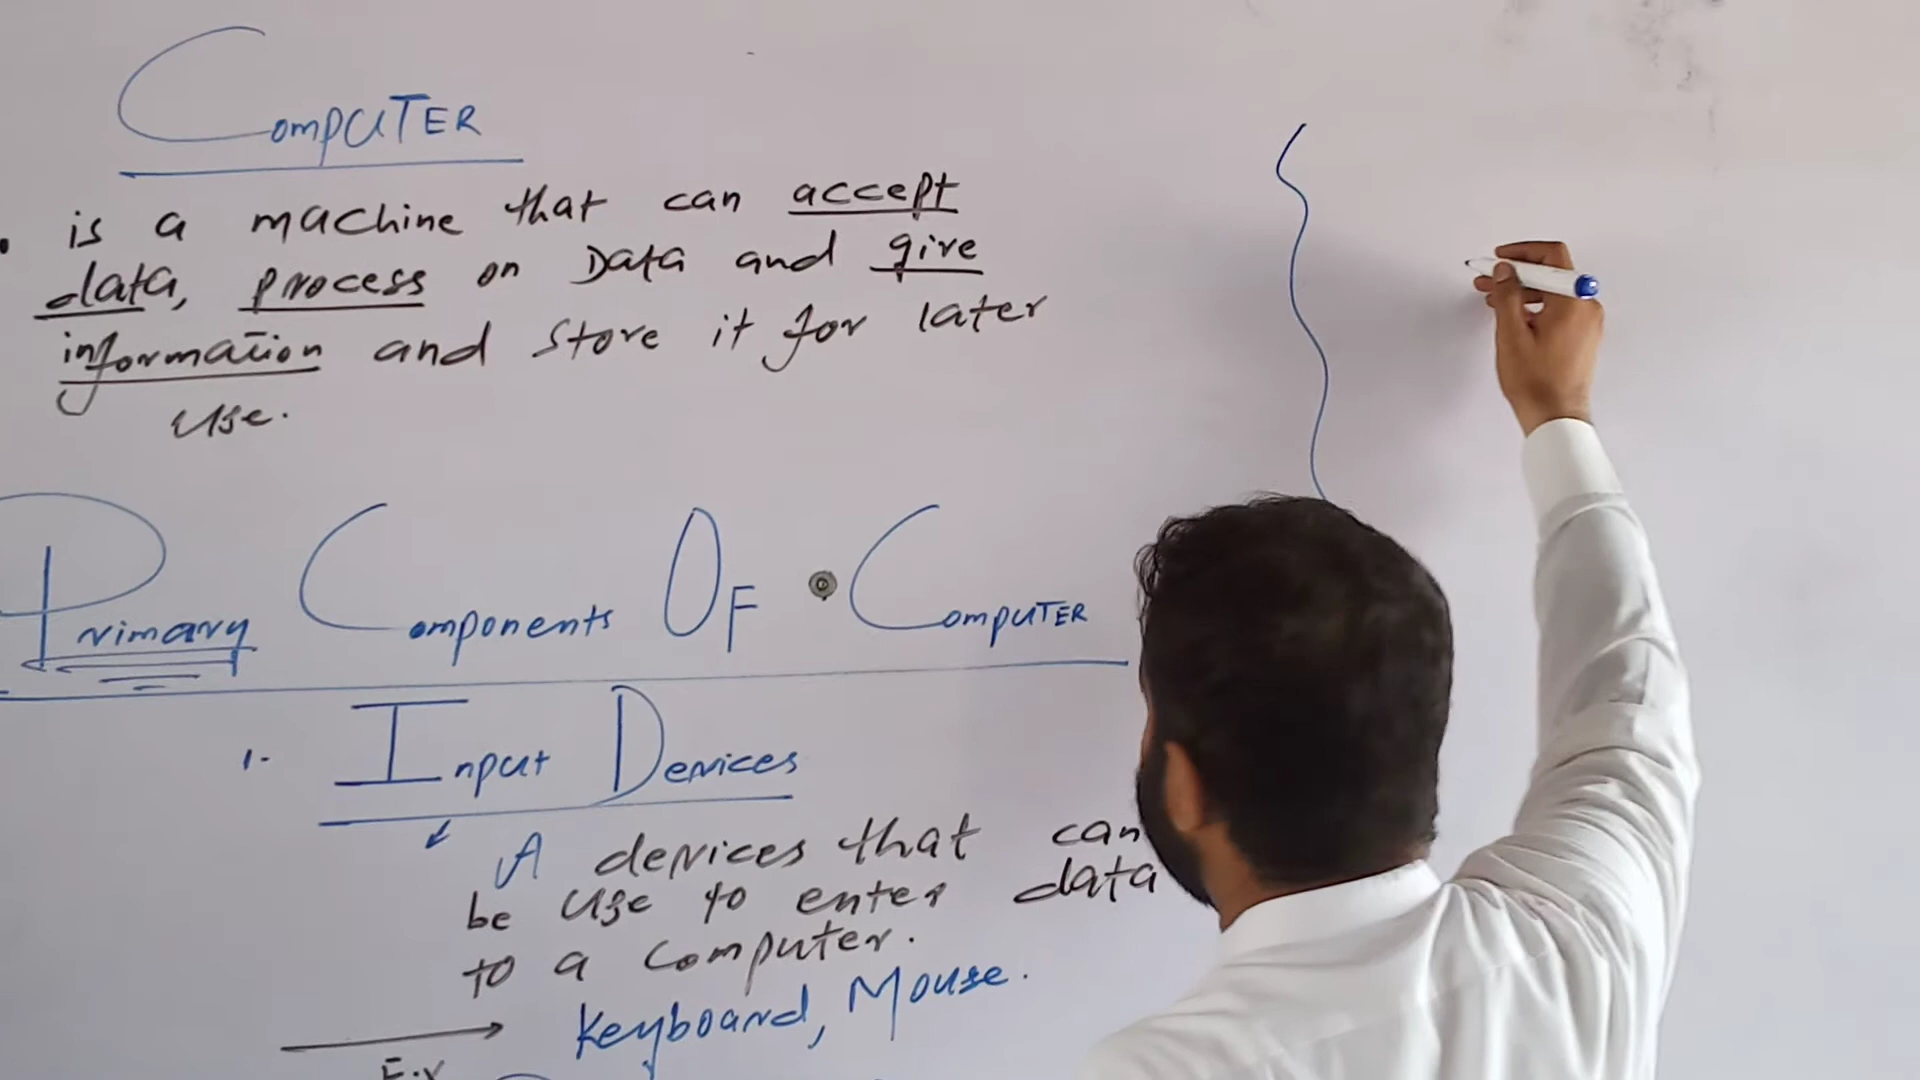 COMPUTER
• is a machine that can accept
data, process on Data and give
information and store it for later
use.
Primary Components OF Computer
1. Input Devices
A devices that can
be use to enter data
to a computer.
Keyboard, Mouse.
E.x